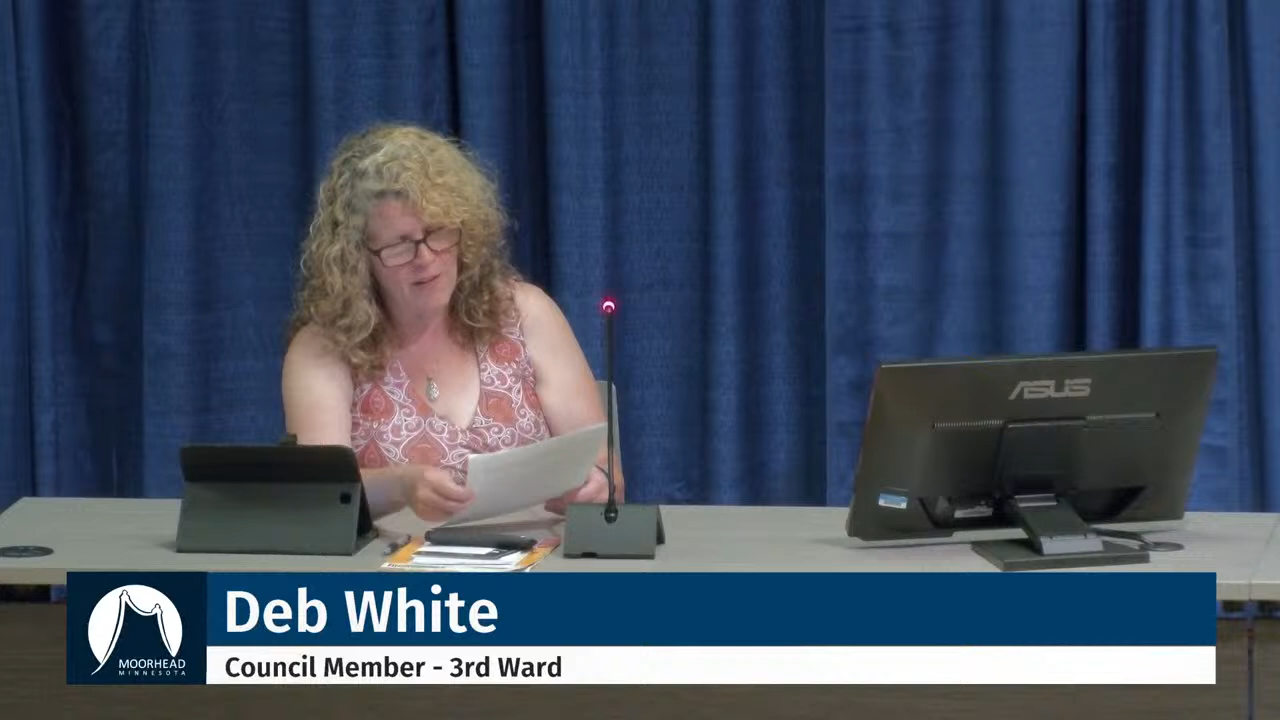 ASUS
Deb White
Council Member - 3rd Ward
MOORHEAD
MINNESOTA